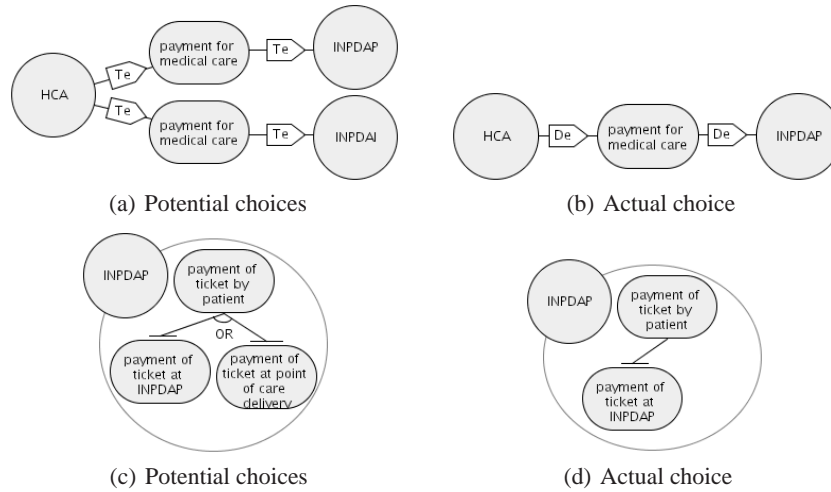 payment for
medical care
Te
INPDAP
Te
HCA
Te
payment for
medical care
Te
INPDAI
HCA
De
payment for
medical care
De
INPDAP
(a) Potential choices
(b) Actual choice
INPDAP
payment of
ticket by
patient
OR
payment of
ticket at
INPDAP
payment of
ticket at point
of care
delivery
INPDAP
payment of
ticket by
patient
payment of
ticket at
INPDAP
(c) Potential choices
(d) Actual choice